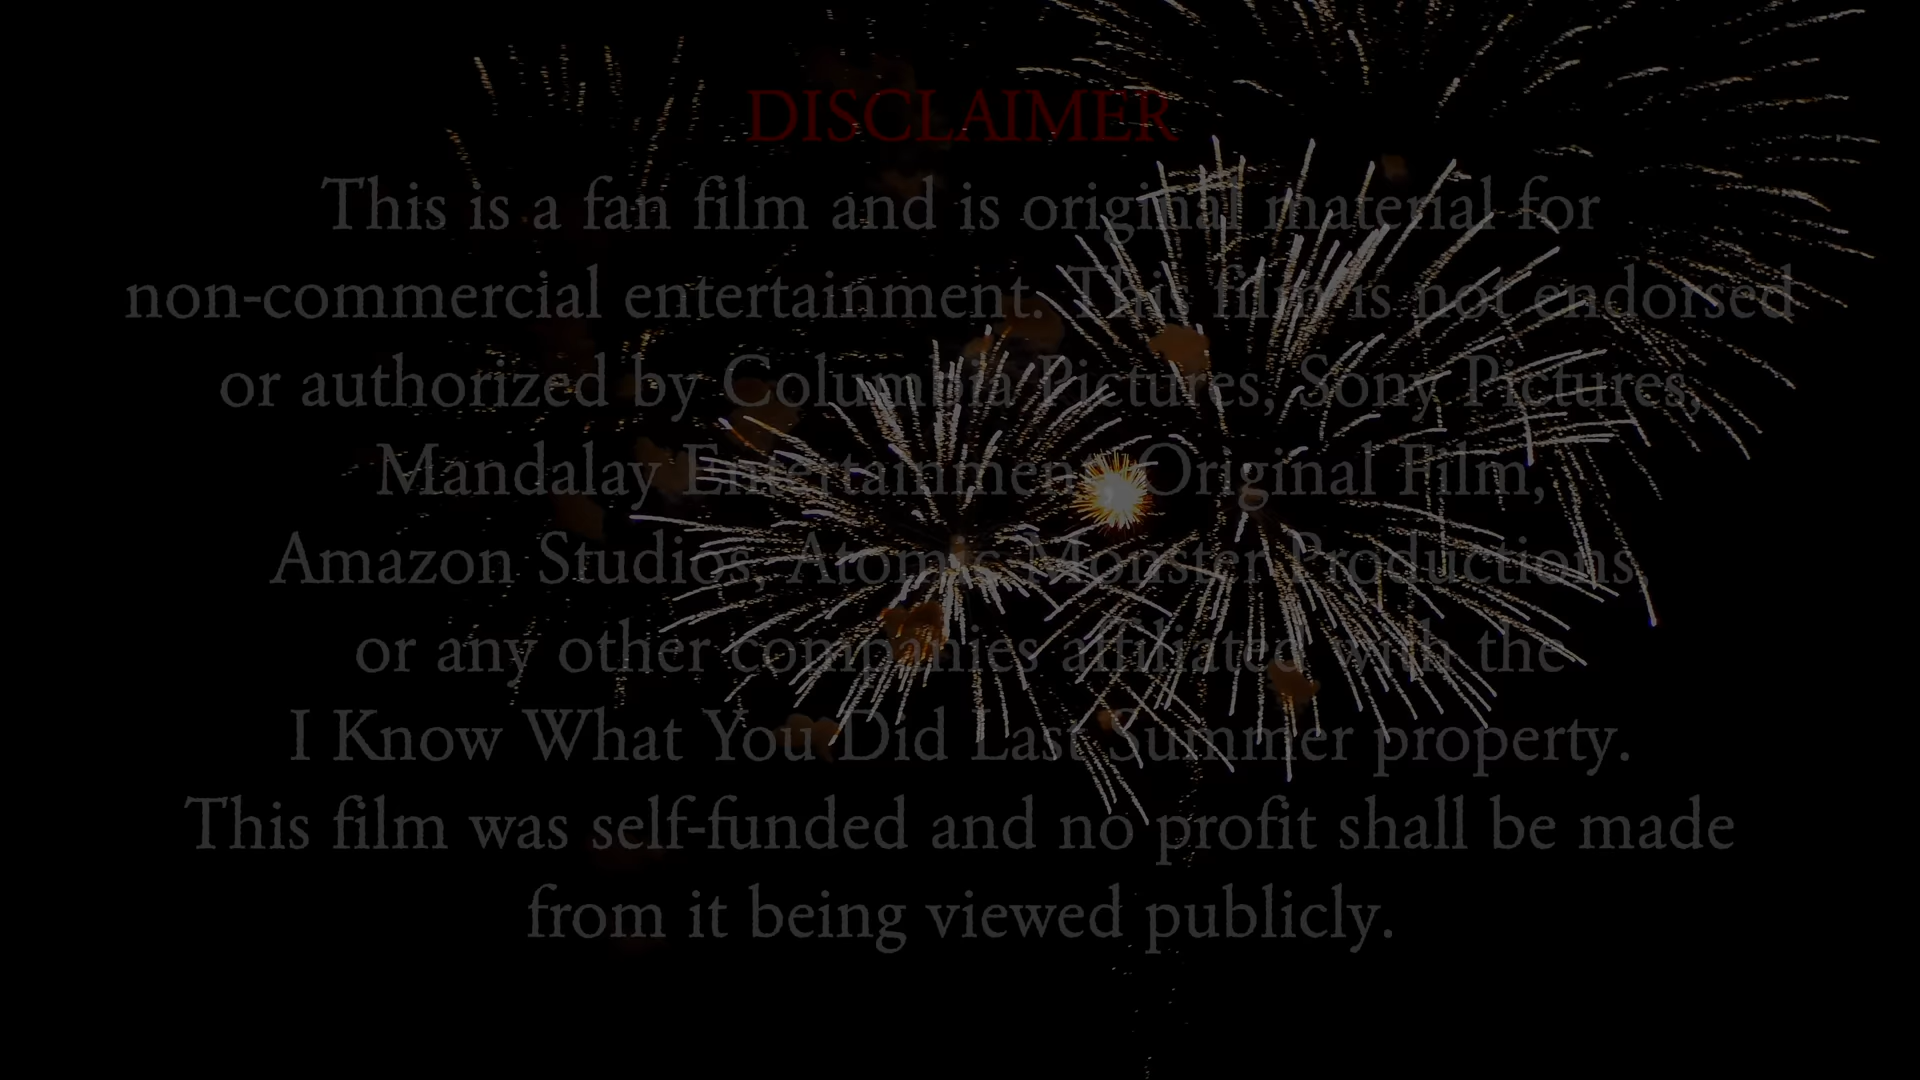 DISCLAIMER
This is a fan film and is original material for
non-commercial entertainment. This film is not endorsed
or authorized by Columbia Pictures, Sony Pictures,
Mandalay Entertainment, Original Film,
Amazon Studios, Atomic Monster Productions
or any other companies affiliated with the
I Know What You Did Last Summer property.
This film was self-funded and no profit shall be made
from it being viewed publicly.